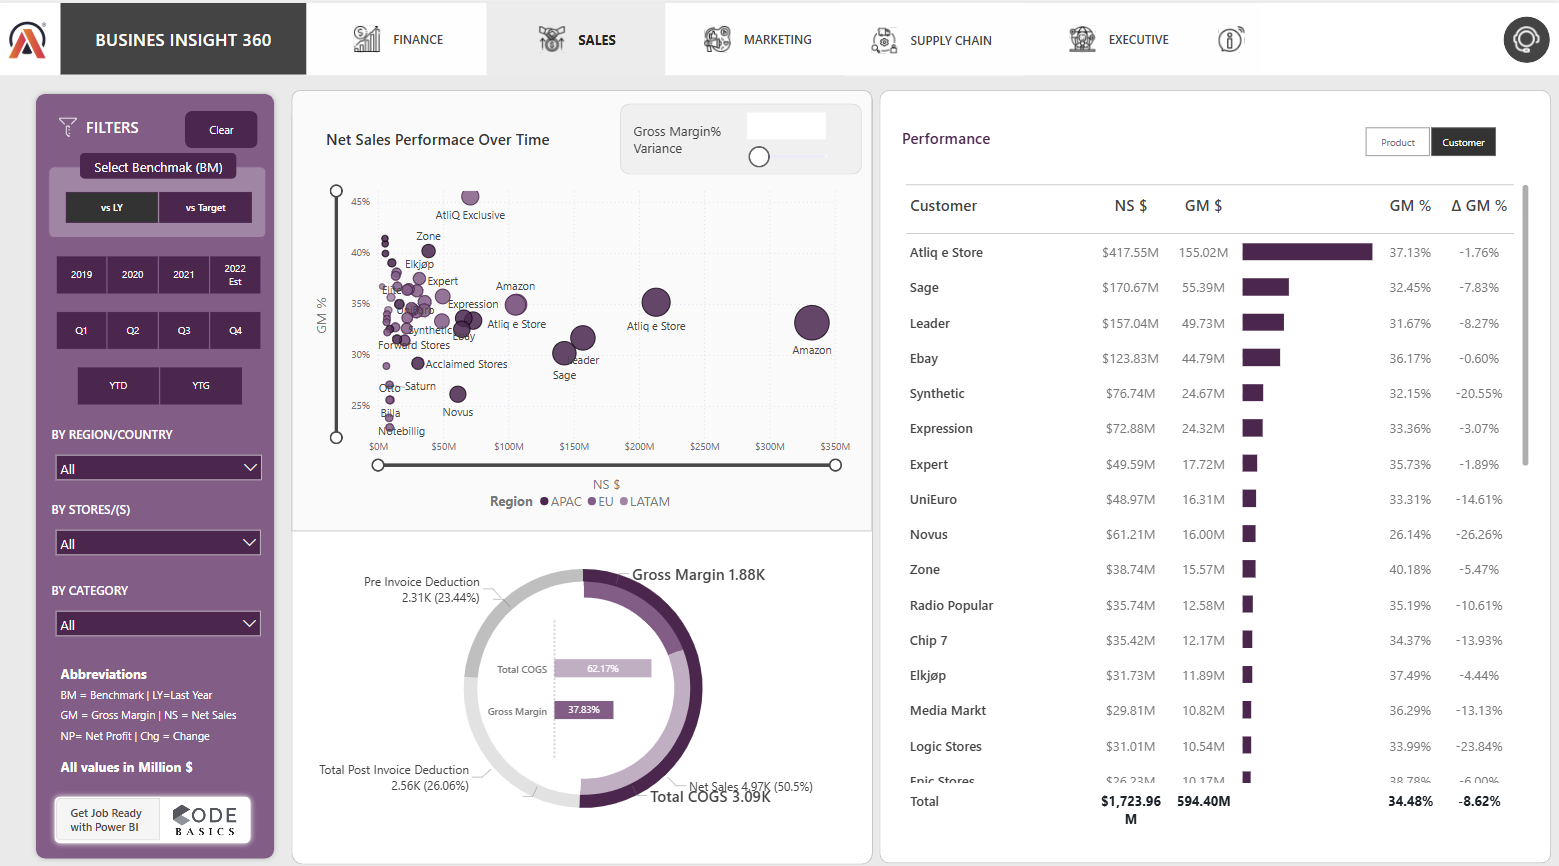 BUSINES INSIGHT 360
FINANCE
SALES
MARKETING
SUPPLY CHAIN
EXECUTIVE
FILTERS
Clear
Select Benchmak (BM)
vs LY
vs Target
2019
2020
2021
2022
Est
Q1
Q2
Q3
Q4
YTD
YTG
BY REGION/COUNTRY
All
BY STORES/(S)
All
BY CATEGORY
All
Abbreviations
BM = Benchmark | LY=Last Year
GM = Gross Margin | NS = Net Sales
NP= Net Profit | Chg = Change
All values in Million $
Get Job Ready
with Power BI
CODE
BASICS
Net Sales Performace Over Time
Gross Margin%
Variance
GM %
45%
40%
35%
30%
25%
AtliQ Exclusive
Zone
Elkjøp
Expert
Elite
Amazon
Expression
UniEuro
Atliq e Store
Atliq e Store
Synthetic
Ebay
Forward Stores
Amazon
Leader
Acclaimed Stores
Sage
Otto
Saturn
Novus
Billa
Notebillig
$0M
$50M
$100M
$150M
$200M
$250M
$300M
$350M
NS $
Region APAC EU LATAM
Gross Margin 1.88K
Pre Invoice Deduction
2.31K (23.44%)
Total COGS 62.17%
Gross Margin 37.83%
Total Post Invoice Deduction
2.56K (26.06%)
Net Sales 4.97K (50.5%)
Total COGS 3.09K
Performance
Product
Customer
Customer NS $ GM $ GM % Δ GM %
Atliq e Store $417.55M 155.02M 37.13% -1.76%
Sage $170.67M 55.39M 32.45% -7.83%
Leader $157.04M 49.73M 31.67% -8.27%
Ebay $123.83M 44.79M 36.17% -0.60%
Synthetic $76.74M 24.67M 32.15% -20.55%
Expression $72.88M 24.32M 33.36% -3.07%
Expert $49.59M 17.72M 35.73% -1.89%
UniEuro $48.97M 16.31M 33.31% -14.61%
Novus $61.21M 16.00M 26.14% -26.26%
Zone $38.74M 15.57M 40.18% -5.47%
Radio Popular $35.74M 12.58M 35.19% -10.61%
Chip 7 $35.42M 12.17M 34.37% -13.93%
Elkjøp $31.73M 11.89M 37.49% -4.44%
Media Markt $29.81M 10.82M 36.29% -13.13%
Logic Stores $31.01M 10.54M 33.99% -23.84%
Epic Stores $26.23M 10.17M 38.78% -6.00%
Total $1,723.96 594.40M 34.48% -8.62%
M